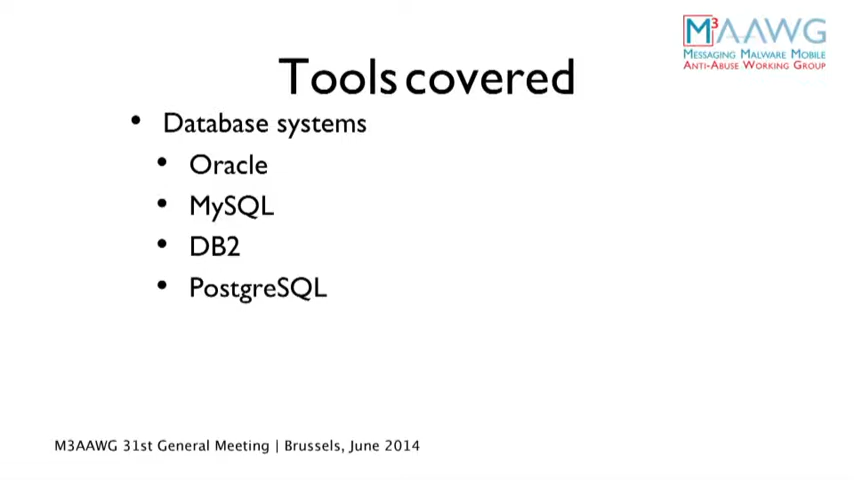 M³AAWG
MESSAGING MALWARE MOBILE
ANTI-ABUSE WORKING GROUP
Tools covered
• Database systems
• Oracle
• MySQL
• DB2
• PostgreSQL
M3AAWG 31st General Meeting | Brussels, June 2014